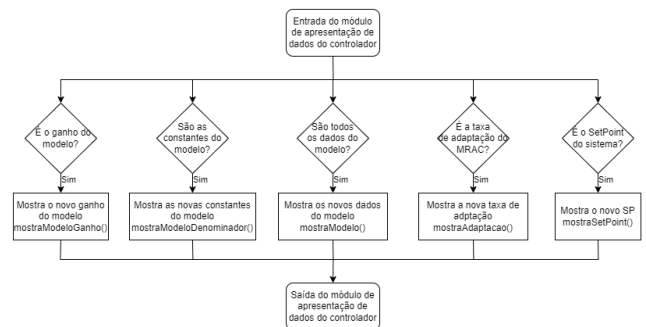 Entrada do módulo
de apresentação de
dados do controlador
É o ganho do
modelo?
São as
constantes do
modelo?
São todos
os dados do
modelo?
É a taxa
de adaptação do
MRAC?
É o SetPoint
do sistema?
Sim
Sim
Sim
Sim
Sim
Mostra o novo ganho
do modelo
mostraModeloGanho()
Mostra as novas constantes
do modelo
mostraModeloDenominador()
Mostra os novos dados
do modelo
mostraModelo()
Mostra a nova taxa de
adptação
mostraAdaptacao()
Mostra o novo SP
mostraSetPoint()
Saída do módulo de
apresentação de
dados do controlador